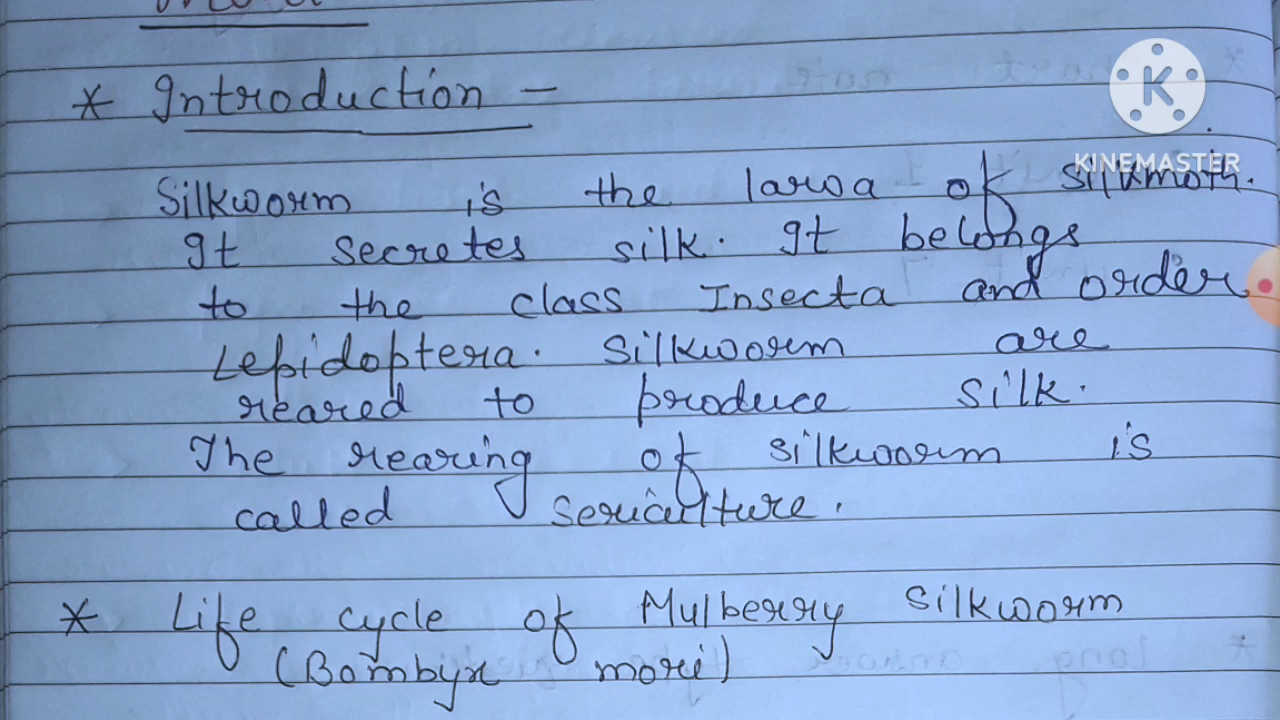 * Introduction -
KINEMASTER
Silkworm is the larva of silkmoth.
It secretes silk. It belongs
to the class Insecta and order
Lepidoptera. Silkworm are
reared to produce silk.
The rearing of silkworm is
called Sericulture.
* Life cycle of Mulberry silkworm
(Bombyx mori)